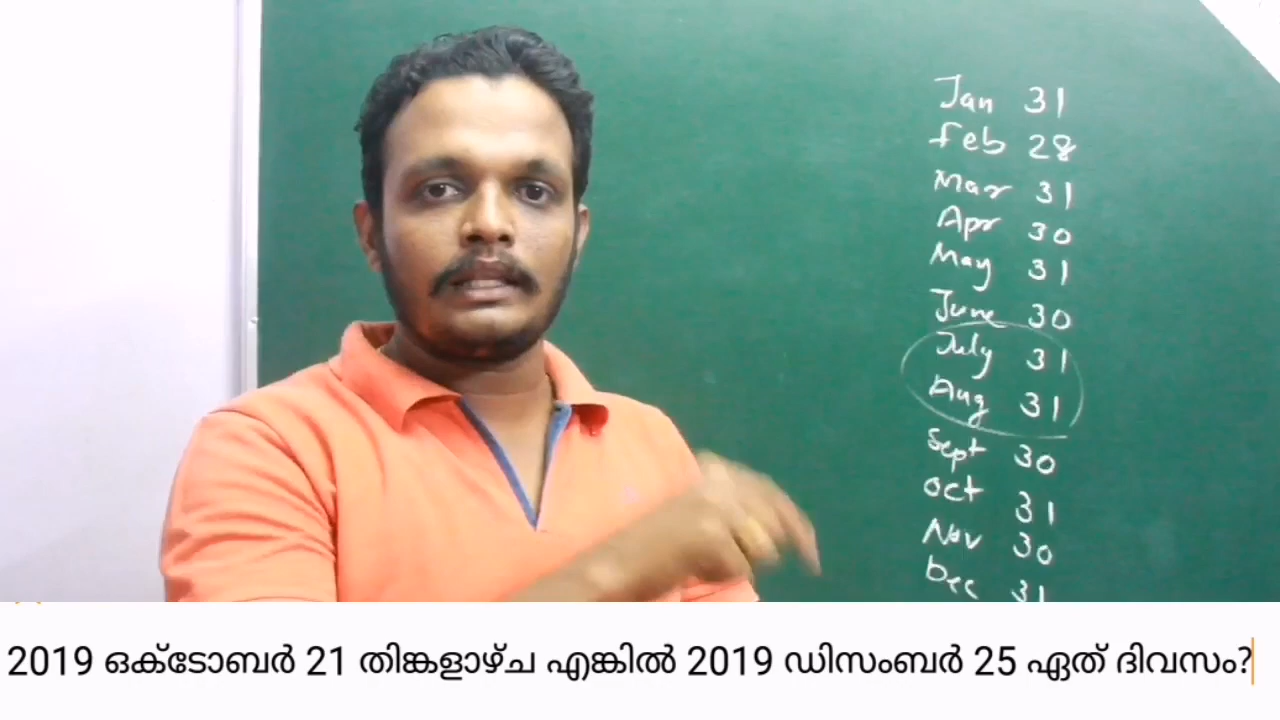 Jan 31
Feb 28
Mar 31
Apr 30
May 31
June 30
July 31
Aug 31
Sept 30
Oct 31
Nov 30
Dec 31
2019 ഒക്ടോബർ 21 തിങ്കളാഴ്ച എങ്കിൽ 2019 ഡിസംബർ 25 ഏത് ദിവസം?